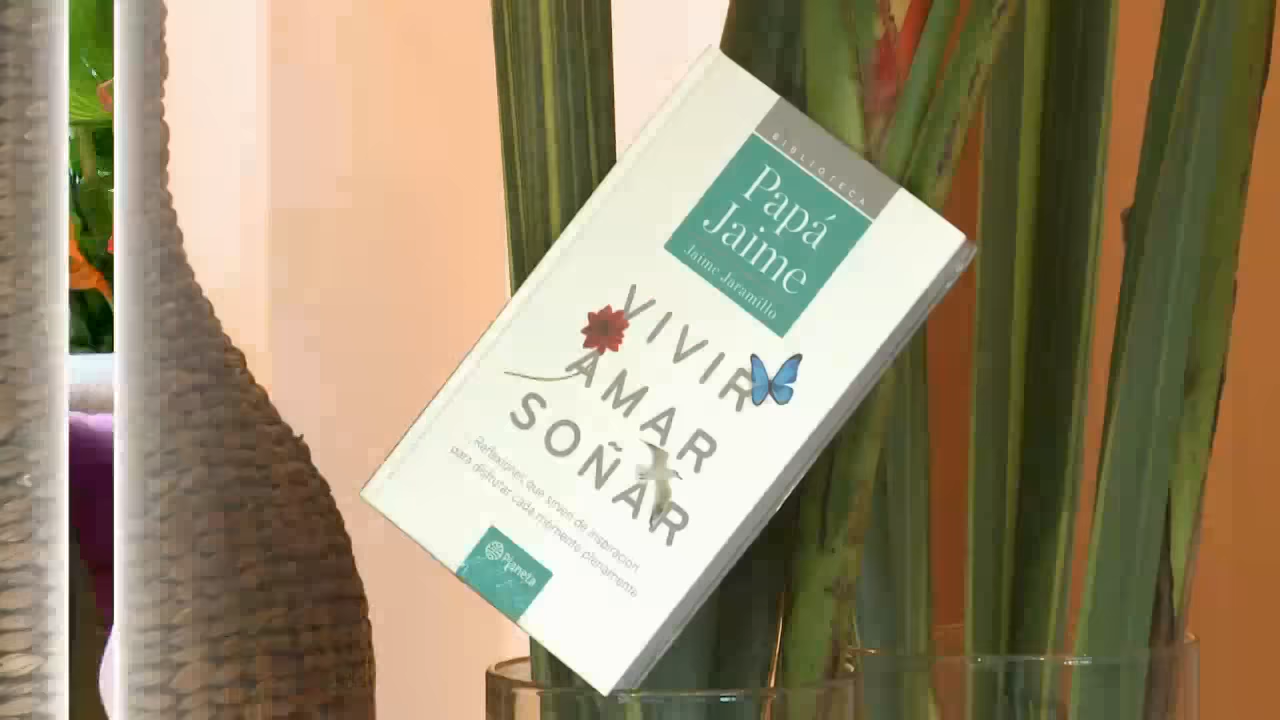 BIBLIOTECA
Papá
Jaime
Jaime Jaramillo
VIVIR
AMAR
SOÑAR
Reflexiones que sirven de inspiración
para disfrutar cada momento plenamente
Planeta